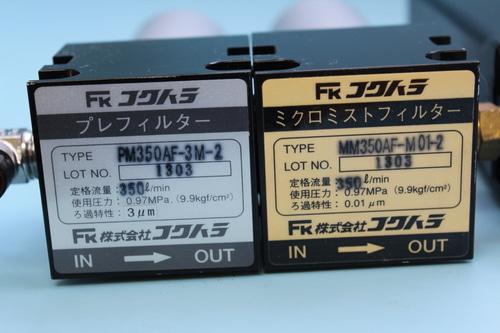 FK コクハラ
プレフィルター
TYPE PM350AF-3M-2
LOT NO. 1303
定格流量:350ℓ/min
使用圧力:0.97MPa.(9.9kgf/cm²)
ろ過特性:3μm
FK 株式会社 コクハラ
IN → OUT
FK コクハラ
ミクロミストフィルター
TYPE MM350AF-M01-2
LOT NO. 1303
定格流量:350ℓ/min
使用圧力:0.97MPa.(9.9kgf/cm²)
ろ過特性:0.01μm
FK 株式会社 コクハラ
IN → OUT